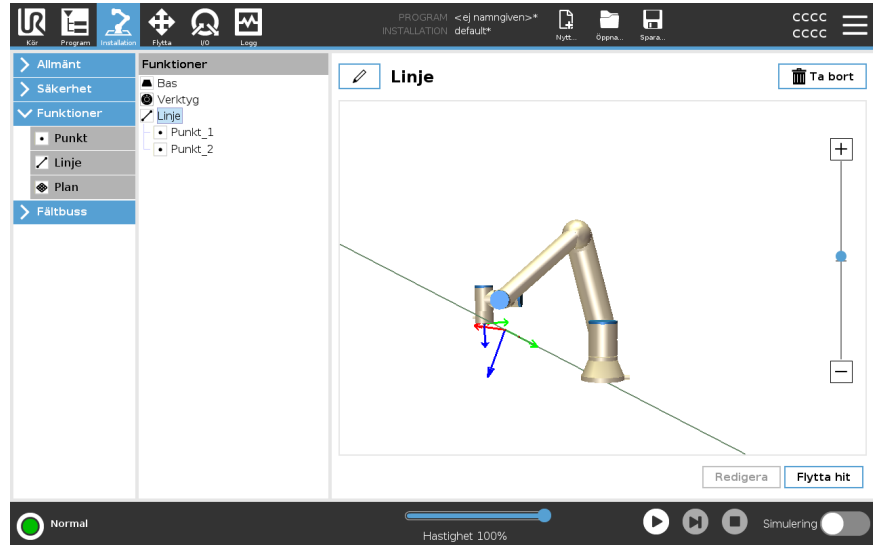 UR
PROGRAM <ej namngiven>*
INSTALLATION default*
CCCC
CCCC
Kör
Program
Installation
Flytta
I/O
Logg
Nytt...
Öppna...
Spara...
Allmänt
Säkerhet
Funktioner
Punkt
Linje
Plan
Fältbuss
Funktioner
Bas
Verktyg
Linje
Punkt_1
Punkt_2
Linje
Ta bort
Redigera
Flytta hit
Normal
Hastighet 100%
Simulering